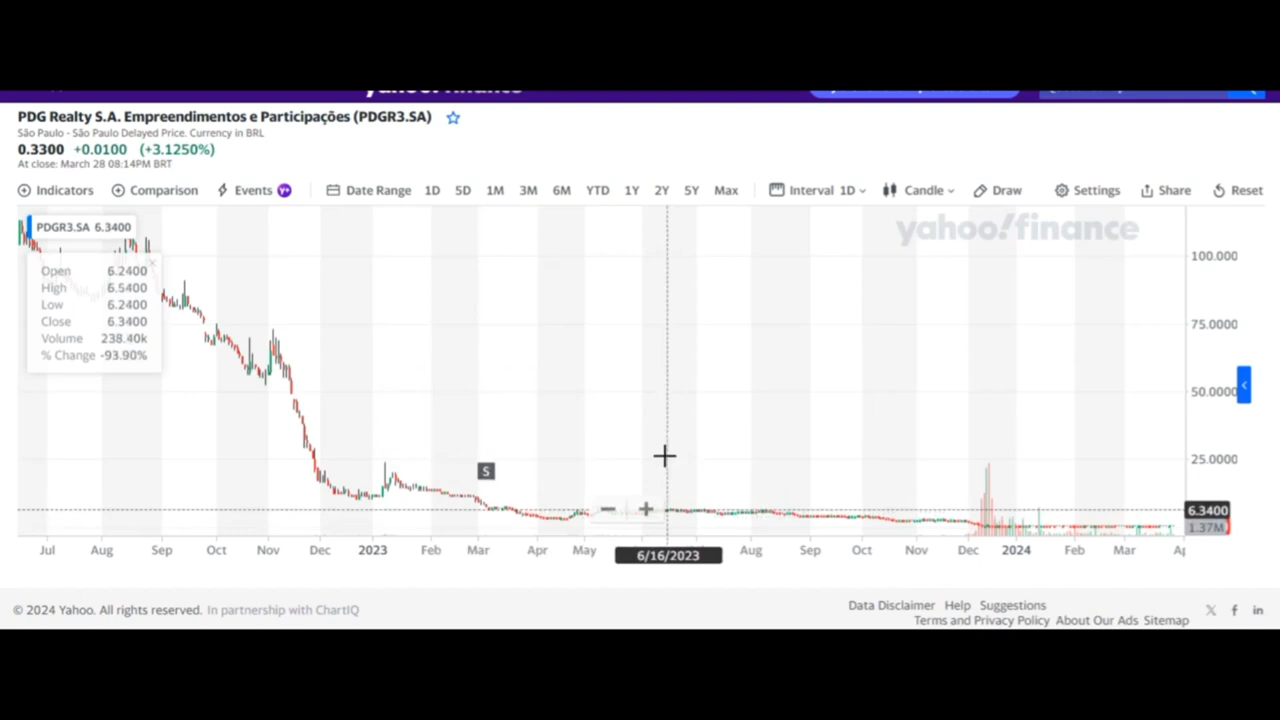 PDG Realty S.A. Empreendimentos e Participações (PDGR3.SA)
São Paulo - São Paulo Delayed Price. Currency in BRL
0.3300 +0.0100 (+3.1250%)
At close: March 28 08:14PM BRT
Indicators Comparison Events Y+ Date Range 1D 5D 1M 3M 6M YTD 1Y 2Y 5Y Max Interval 1D Candle Draw Settings Share Reset
PDGR3.SA 6.3400
yahoo!finance
Open 6.2400
High 6.5400
Low 6.2400
Close 6.3400
Volume 238.40k
% Change -93.90%
100.000
75.0000
50.0000
25.0000
S
6.3400
1.37M
Jul Aug Sep Oct Nov Dec 2023 Feb Mar Apr May 6/16/2023 Aug Sep Oct Nov Dec 2024 Feb Mar
© 2024 Yahoo. All rights reserved. In partnership with ChartIQ
Data Disclaimer Help Suggestions
Terms and Privacy Policy About Our Ads Sitemap